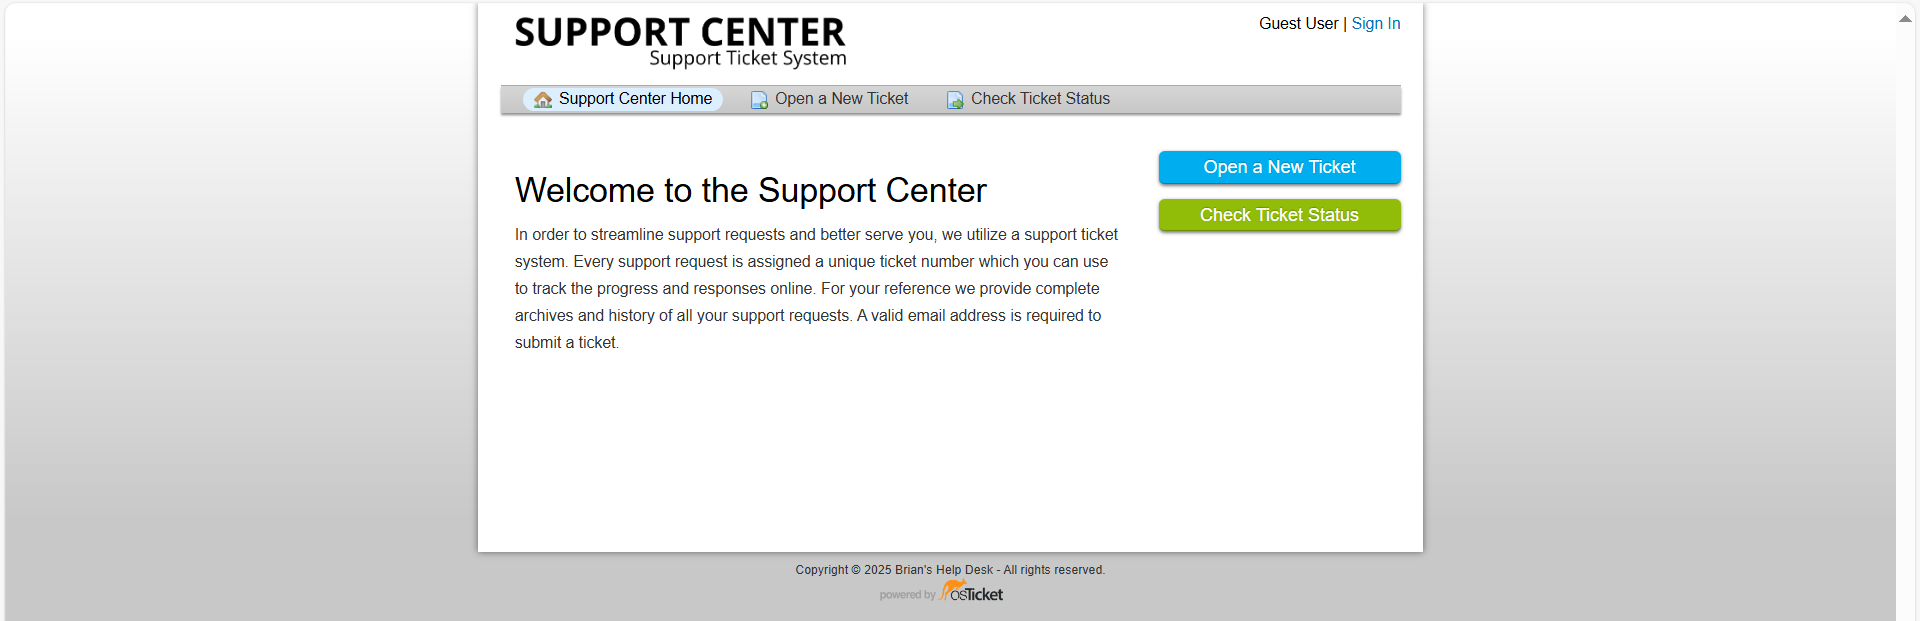 SUPPORT CENTER
Support Ticket System
Guest User | Sign In
Support Center Home
Open a New Ticket
Check Ticket Status
Welcome to the Support Center
In order to streamline support requests and better serve you, we utilize a support ticket
system. Every support request is assigned a unique ticket number which you can use
to track the progress and responses online. For your reference we provide complete
archives and history of all your support requests. A valid email address is required to
submit a ticket.
Open a New Ticket
Check Ticket Status
Copyright © 2025 Brian's Help Desk - All rights reserved.
powered by osTicket